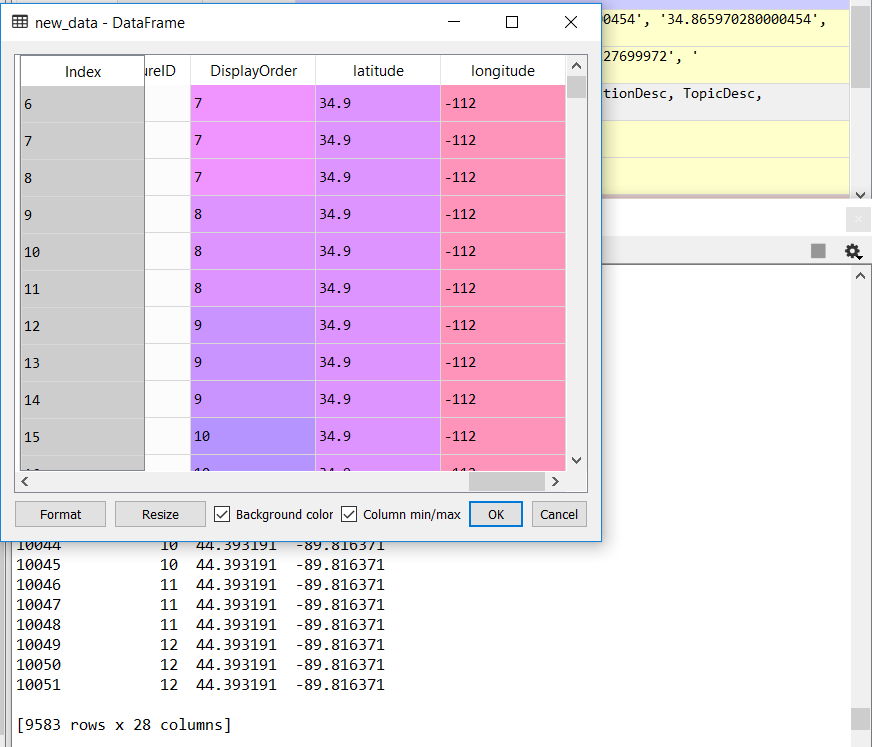 new_data - DataFrame
0454', '34.865970280000454',
27699972', '
tionDesc, TopicDesc,
Index ureID DisplayOrder latitude longitude
6 7 34.9 -112
7 7 34.9 -112
8 7 34.9 -112
9 8 34.9 -112
10 8 34.9 -112
11 8 34.9 -112
12 9 34.9 -112
13 9 34.9 -112
14 9 34.9 -112
15 10 34.9 -112
Format Resize Background color Column min/max OK Cancel
10044 10 44.393191 -89.816371
10045 10 44.393191 -89.816371
10046 11 44.393191 -89.816371
10047 11 44.393191 -89.816371
10048 11 44.393191 -89.816371
10049 12 44.393191 -89.816371
10050 12 44.393191 -89.816371
10051 12 44.393191 -89.816371
[9583 rows x 28 columns]